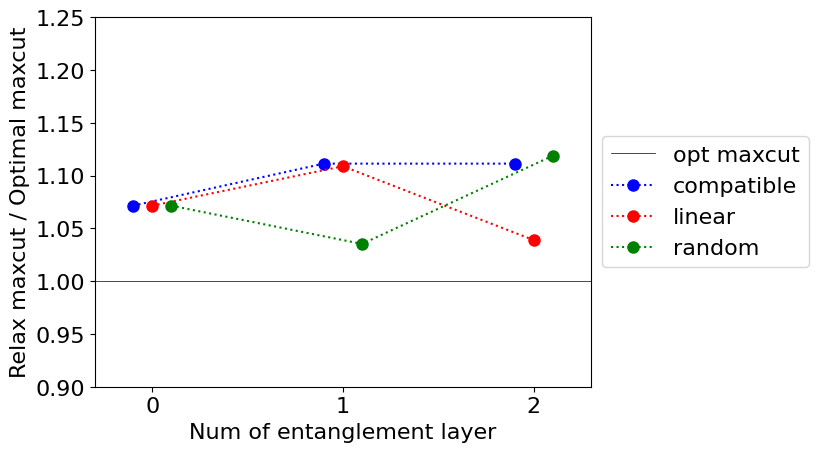 Relax maxcut / Optimal maxcut
1.25
1.20
1.15
1.10
1.05
1.00
0.95
0.90
0
1
2
Num of entanglement layer
opt maxcut
compatible
linear
random